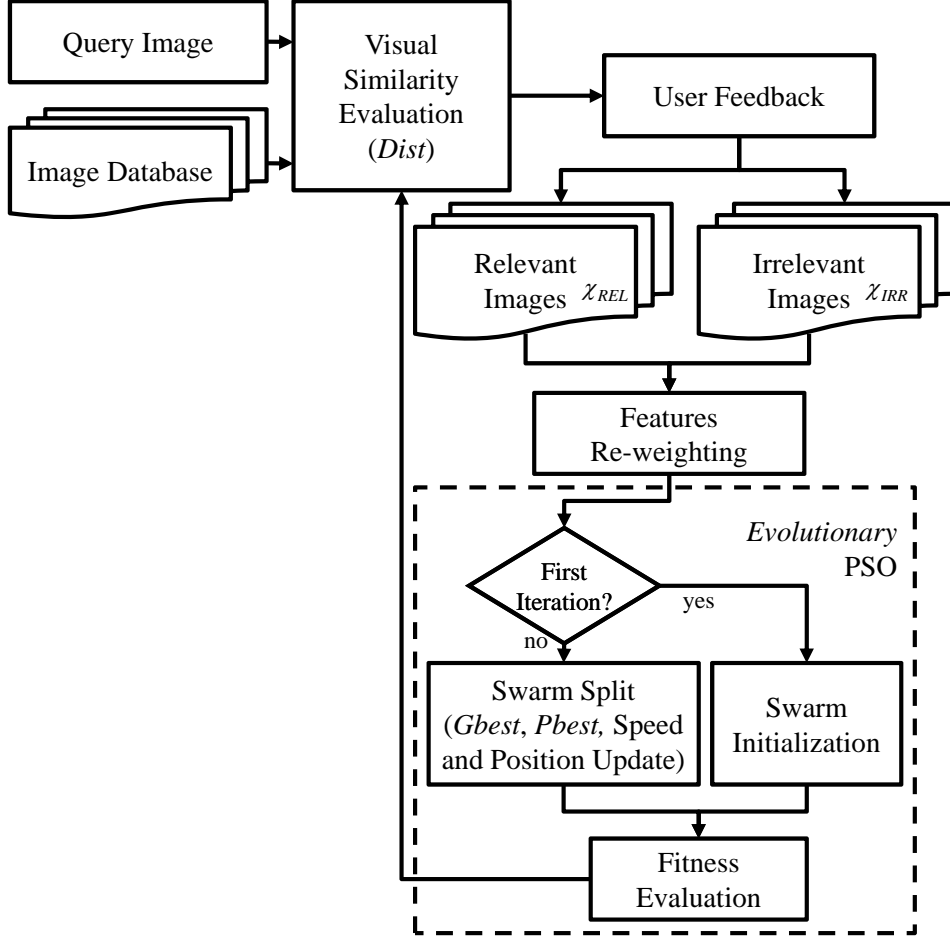 Query Image
Visual
Similarity
Evaluation
(Dist)
User Feedback
Image Database
Relevant
Images χREL
Irrelevant
Images χIRR
Features
Re-weighting
Evolutionary
PSO
First
Iteration?
yes
no
Swarm Split
(Gbest, Pbest, Speed
and Position Update)
Swarm
Initialization
Fitness
Evaluation